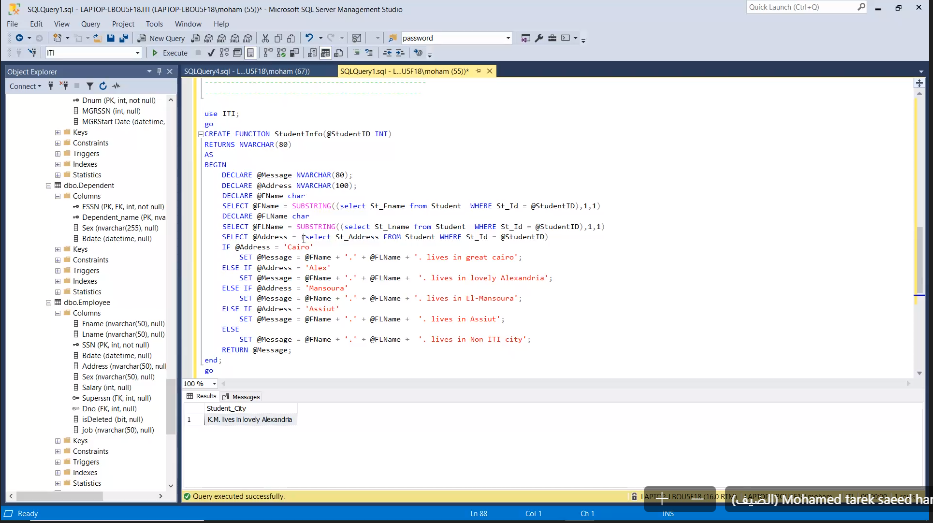 SQLQuery1.sql - LAPTOP-LBOU5F18.ITI (LAPTOP-LBOU5F18\moham (55))* - Microsoft SQL Server Management Studio
Quick Launch (Ctrl+Q)
File Edit View Query Project Tools Window Help
New Query
password
ITI
Execute
Object Explorer
Connect
Dnum (PK, int, not null)
MGRSSN (int, null)
MGRStart Date (datetime,
Keys
Constraints
Triggers
Indexes
Statistics
dbo.Dependent
Columns
ESSN (PK, FK, int, not null)
Dependent_name (PK, nva
Sex (nvarchar(255), null)
Bdate (datetime, null)
Keys
Constraints
Triggers
Indexes
Statistics
dbo.Employee
Columns
Fname (nvarchar(50), null)
Lname (nvarchar(50), null)
SSN (PK, int, not null)
Bdate (datetime, null)
Address (nvarchar(50), null)
Sex (nvarchar(50), null)
Salary (int, null)
Superssn (FK, int, null)
Dno (FK, int, null)
isDeleted (bit, null)
job (nvarchar(50), null)
Keys
Constraints
Triggers
Indexes
Statistics
SQLQuery4.sql - L...U5F18\moham (67))
SQLQuery1.sql - L...U5F18\moham (55))*
use ITI;
go
CREATE FUNCTION StudentInfo(@StudentID INT)
RETURNS NVARCHAR(80)
AS
BEGIN
DECLARE @Message NVARCHAR(80);
DECLARE @Address NVARCHAR(100);
DECLARE @FName char
SELECT @FName = SUBSTRING((select St_Fname from Student WHERE St_Id = @StudentID),1,1)
DECLARE @FLName char
SELECT @FLName = SUBSTRING((select St_Lname from Student WHERE St_Id = @StudentID),1,1)
SELECT @Address = (select St_Address FROM Student WHERE St_Id = @StudentID)
IF @Address = 'Cairo'
SET @Message = @FName + '.' + @FLName + '. lives in great cairo';
ELSE IF @Address = 'Alex'
SET @Message = @FName + '.' + @FLName + '. lives in lovely Alexandria';
ELSE IF @Address = 'Mansoura'
SET @Message = @FName + '.' + @FLName + '. lives in El-Mansoura';
ELSE IF @Address = 'Assiut'
SET @Message = @FName + '.' + @FLName + '. lives in Assiut';
ELSE
SET @Message = @FName + '.' + @FLName + '. lives in Non ITI city';
RETURN @Message;
end;
go
100 %
Results Messages
Student_City
1 K.M. lives in lovely Alexandria
Query executed successfully.
(الضيف) Mohamed tarek saeed har
Ready
Ln 88 Col 1 Ch 1 INS